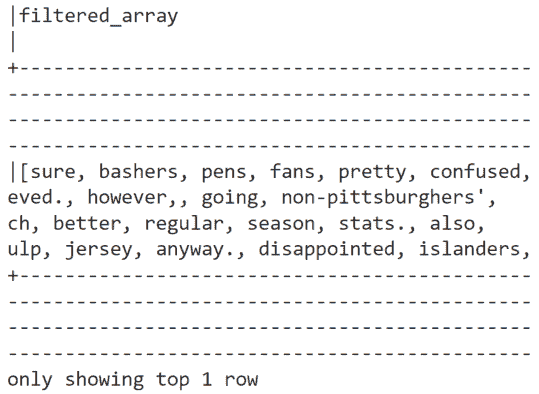 |filtered_array
|
+---------------------------------------------
----------------------------------------------
----------------------------------------------
----------------------------------------------
|[sure, bashers, pens, fans, pretty, confused,
eved., however,, going, non-pittsburghers',
ch, better, regular, season, stats., also,
ulp, jersey, anyway., disappointed, islanders,
+---------------------------------------------
----------------------------------------------
----------------------------------------------
----------------------------------------------
only showing top 1 row